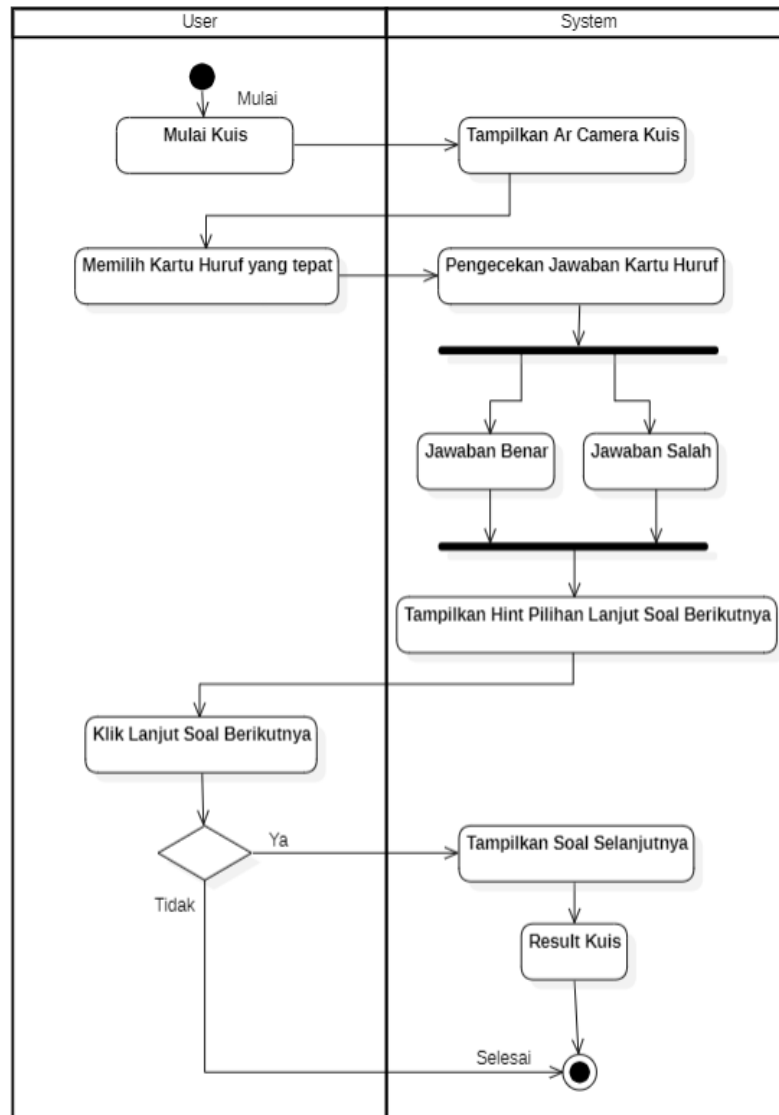 User
System
Mulai
Mulai Kuis
Tampilkan Ar Camera Kuis
Memilih Kartu Huruf yang tepat
Pengecekan Jawaban Kartu Huruf
Jawaban Benar
Jawaban Salah
Tampilkan Hint Pilihan Lanjut Soal Berikutnya
Klik Lanjut Soal Berikutnya
Ya
Tampilkan Soal Selanjutnya
Tidak
Result Kuis
Selesai